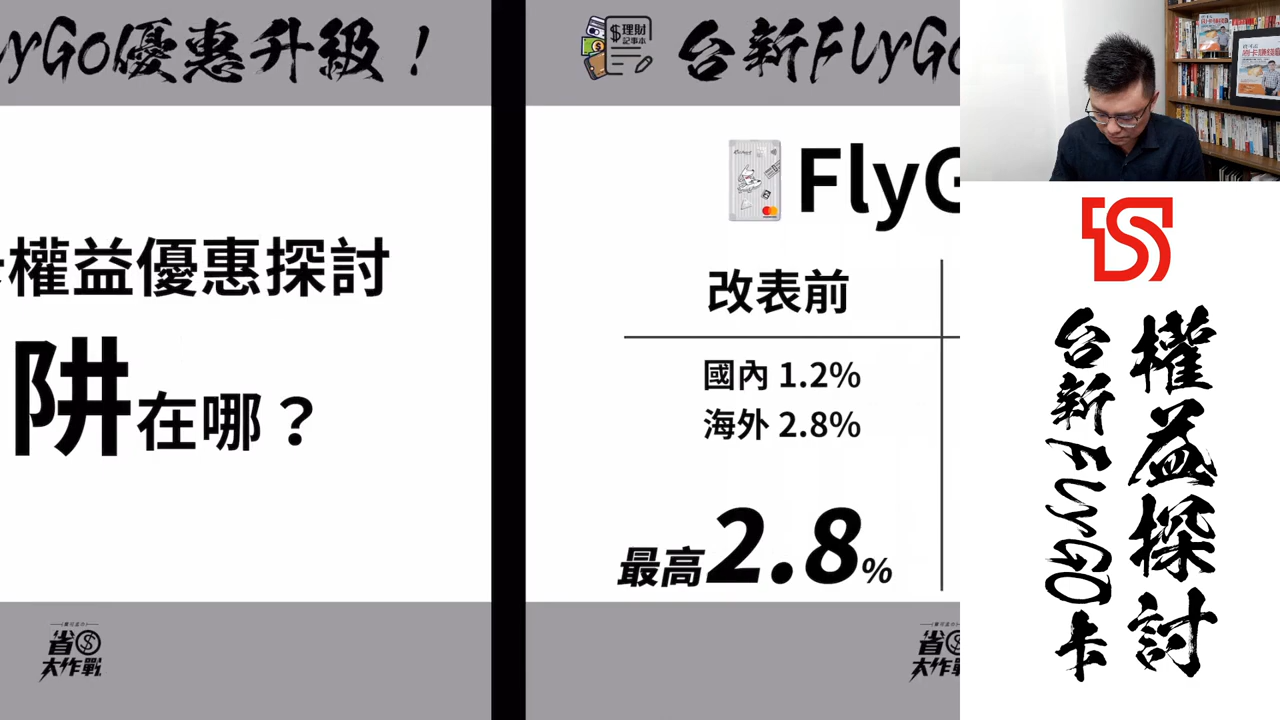 lyGo優惠升級！
權益優惠探討
阱在哪？
省$大作戰
$理財
記事本
台新FlyGo
FlyG
改表前
國內 1.2%
海外 2.8%
最高2.8%
省
大作戰
權益探討
台新FlyGO卡